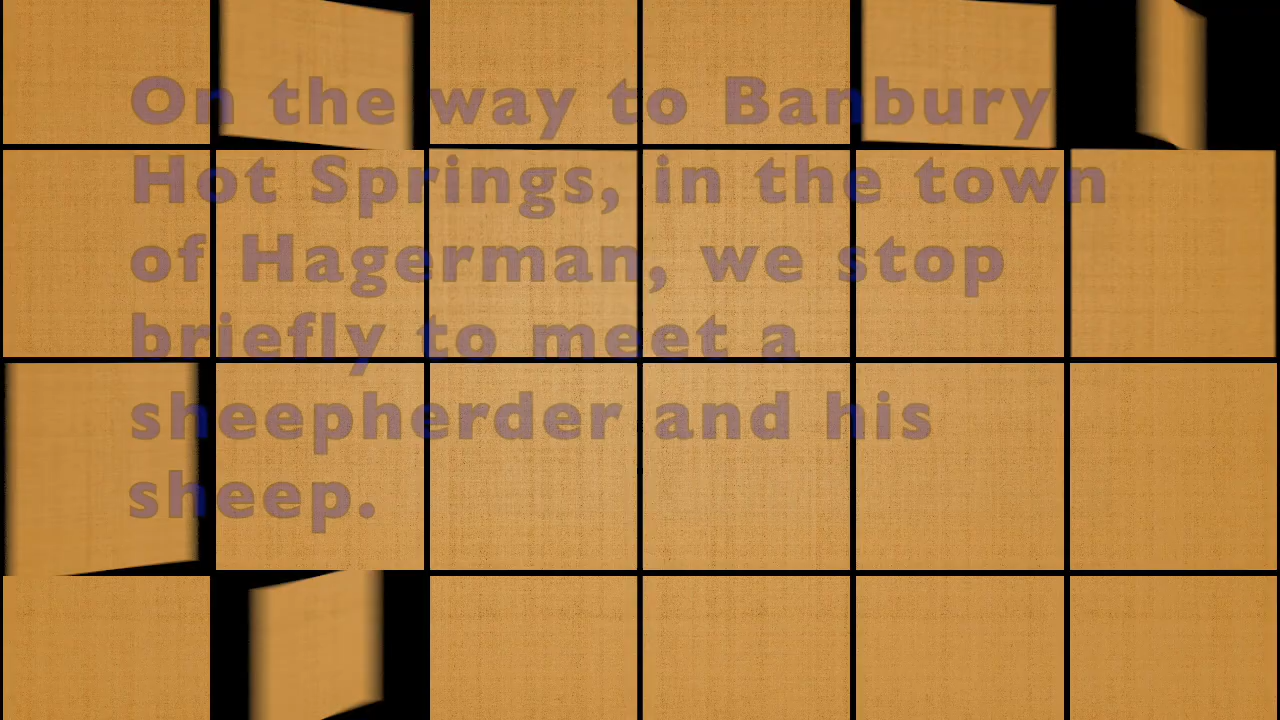 On the way to Banbury
Hot Springs, in the town
of Hagerman, we stop
briefly to meet a
sheepherder and his
sheep.